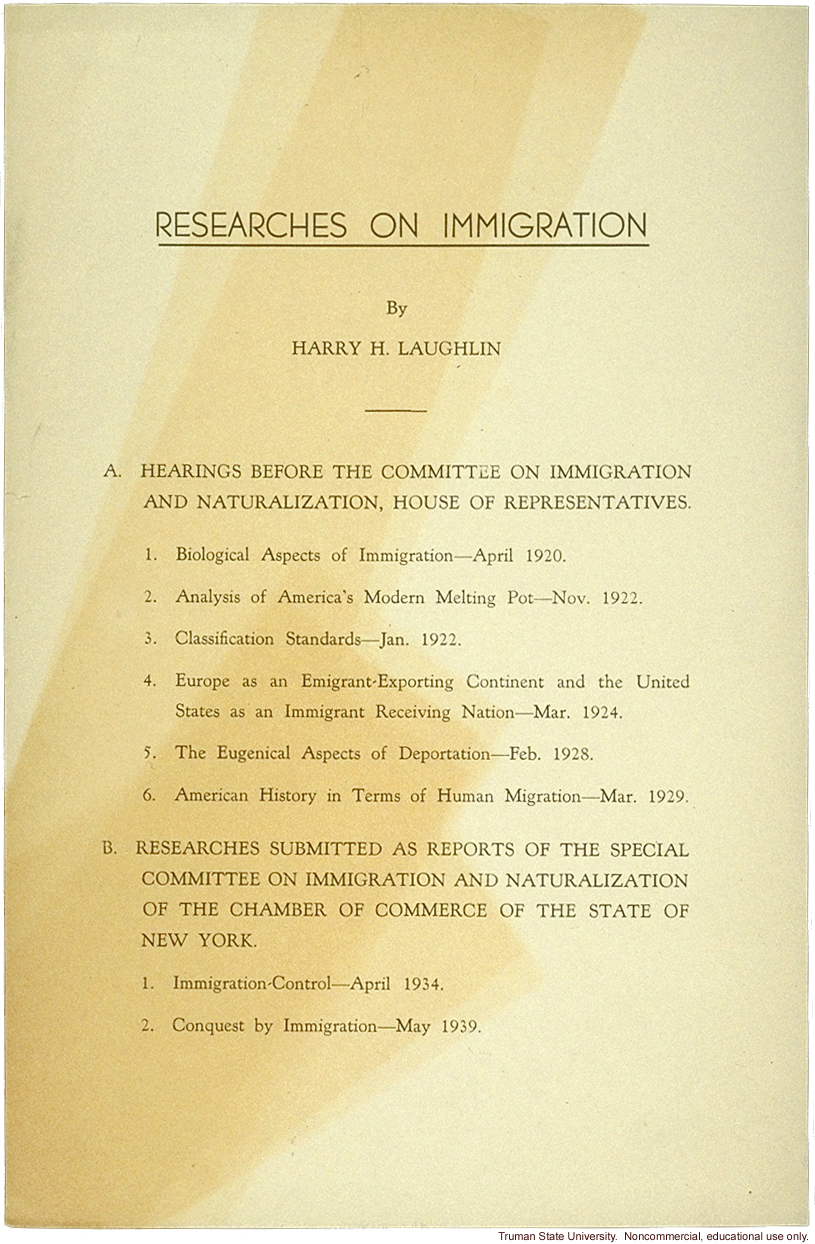 RESEARCHES ON IMMIGRATION
By
HARRY H. LAUGHLIN
A. HEARINGS BEFORE THE COMMITTEE ON IMMIGRATION
AND NATURALIZATION, HOUSE OF REPRESENTATIVES.
1. Biological Aspects of Immigration—April 1920.
2. Analysis of America's Modern Melting Pot—Nov. 1922.
3. Classification Standards—Jan. 1922.
4. Europe as an Emigrant-Exporting Continent and the United
States as an Immigrant Receiving Nation—Mar. 1924.
5. The Eugenical Aspects of Deportation—Feb. 1928.
6. American History in Terms of Human Migration—Mar. 1929.
B. RESEARCHES SUBMITTED AS REPORTS OF THE SPECIAL
COMMITTEE ON IMMIGRATION AND NATURALIZATION
OF THE CHAMBER OF COMMERCE OF THE STATE OF
NEW YORK.
1. Immigration-Control—April 1934.
2. Conquest by Immigration—May 1939.
Truman State University. Noncommercial, educational use only.